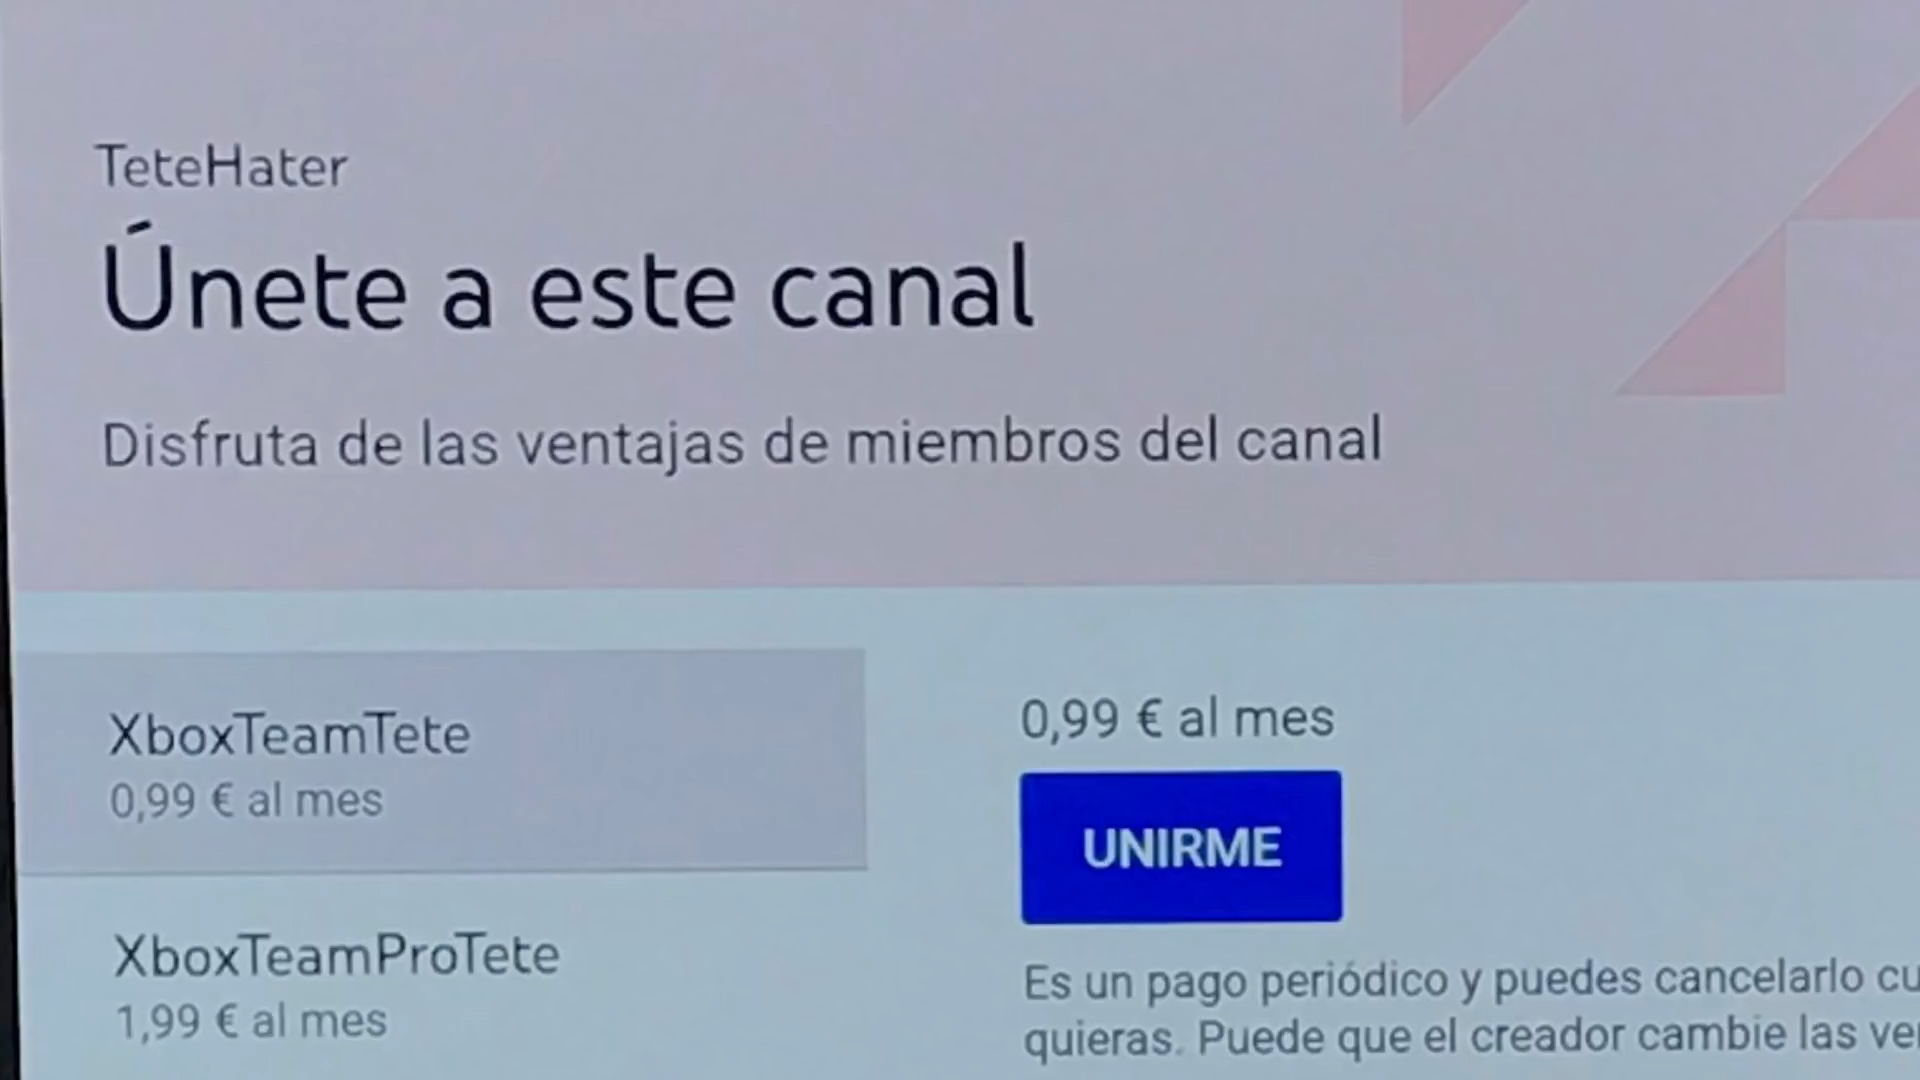 TeteHater
Únete a este canal
Disfruta de las ventajas de miembros del canal
XboxTeamTete
0,99 € al mes
XboxTeamProTete
1,99 € al mes
0,99 € al mes
UNIRME
Es un pago periódico y puedes cancelarlo
quieras. Puede que el creador cambie las